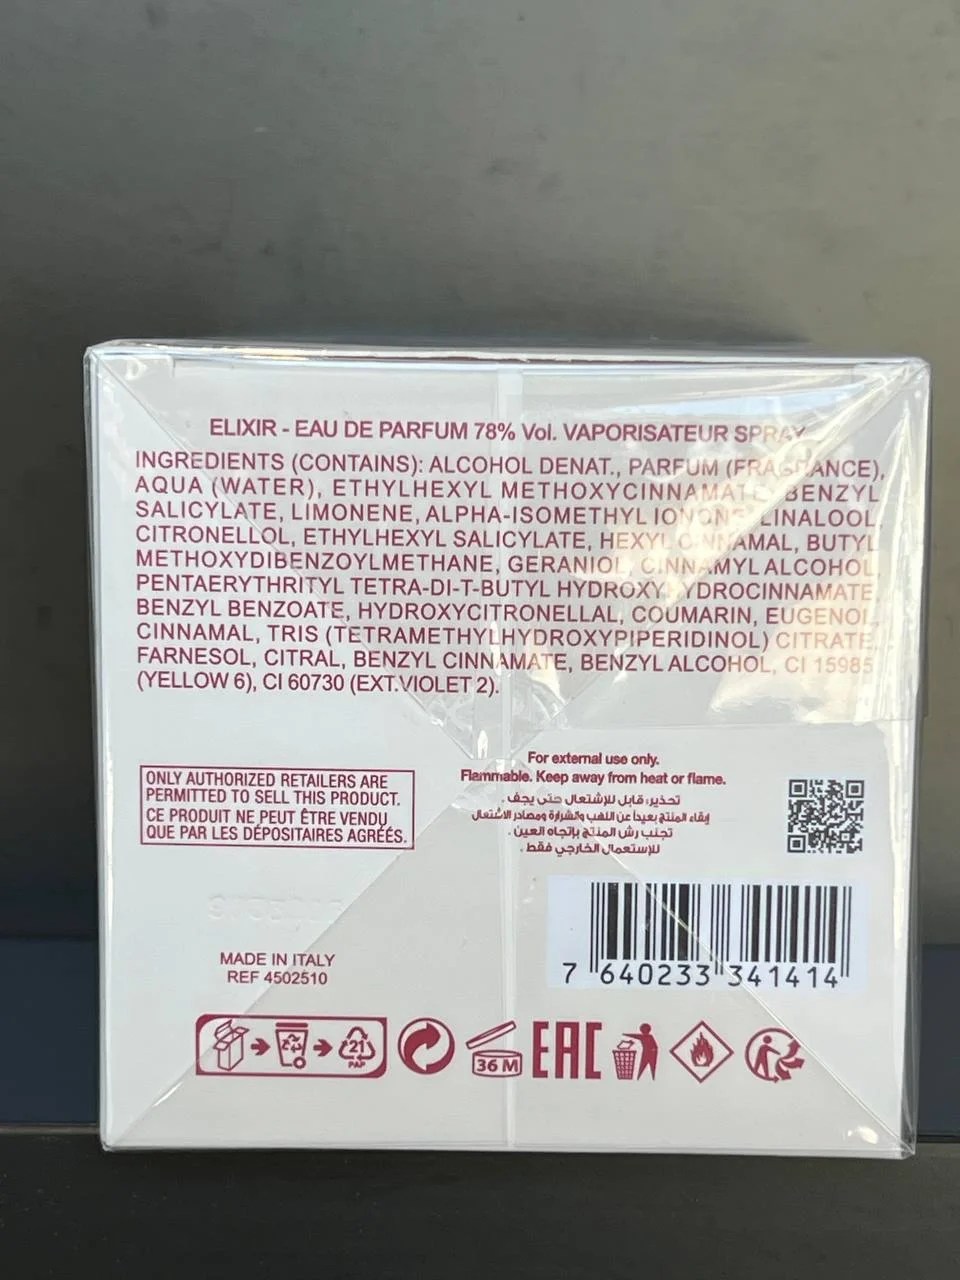 ELIXIR - EAU DE PARFUM 78% Vol. VAPORISATEUR SPRAY
INGREDIENTS (CONTAINS): ALCOHOL DENAT., PARFUM (FRAGRANCE),
AQUA (WATER), ETHYLHEXYL METHOXYCINNAMATE, BENZYL
SALICYLATE, LIMONENE, ALPHA-ISOMETHYL IONONE, LINALOOL,
CITRONELLOL, ETHYLHEXYL SALICYLATE, HEXYL CINNAMAL, BUTYL
METHOXYDIBENZOYLMETHANE, GERANIOL, CINNAMYL ALCOHOL,
PENTAERYTHRITYL TETRA-DI-T-BUTYL HYDROXYHYDROCINNAMATE,
BENZYL BENZOATE, HYDROXYCITRONELLAL, COUMARIN, EUGENOL,
CINNAMAL, TRIS (TETRAMETHYLHYDROXYPIPERIDINOL) CITRATE,
FARNESOL, CITRAL, BENZYL CINNAMATE, BENZYL ALCOHOL, CI 15985
(YELLOW 6), CI 60730 (EXT.VIOLET 2).
ONLY AUTHORIZED RETAILERS ARE
PERMITTED TO SELL THIS PRODUCT.
CE PRODUIT NE PEUT ÊTRE VENDU
QUE PAR LES DÉPOSITAIRES AGRÉÉS.
For external use only.
Flammable. Keep away from heat or flame.
تحذير: قابل للإشتعال حتى يجف.
إبقاء المنتج بعيداً عن اللهب والشرارة ومصادر الاشتعال
تجنب رش المنتج بإتجاه العين.
للإستعمال الخارجي فقط.
7 640233 341414
MADE IN ITALY
REF 4502510
21
PAP
36 M
EAC